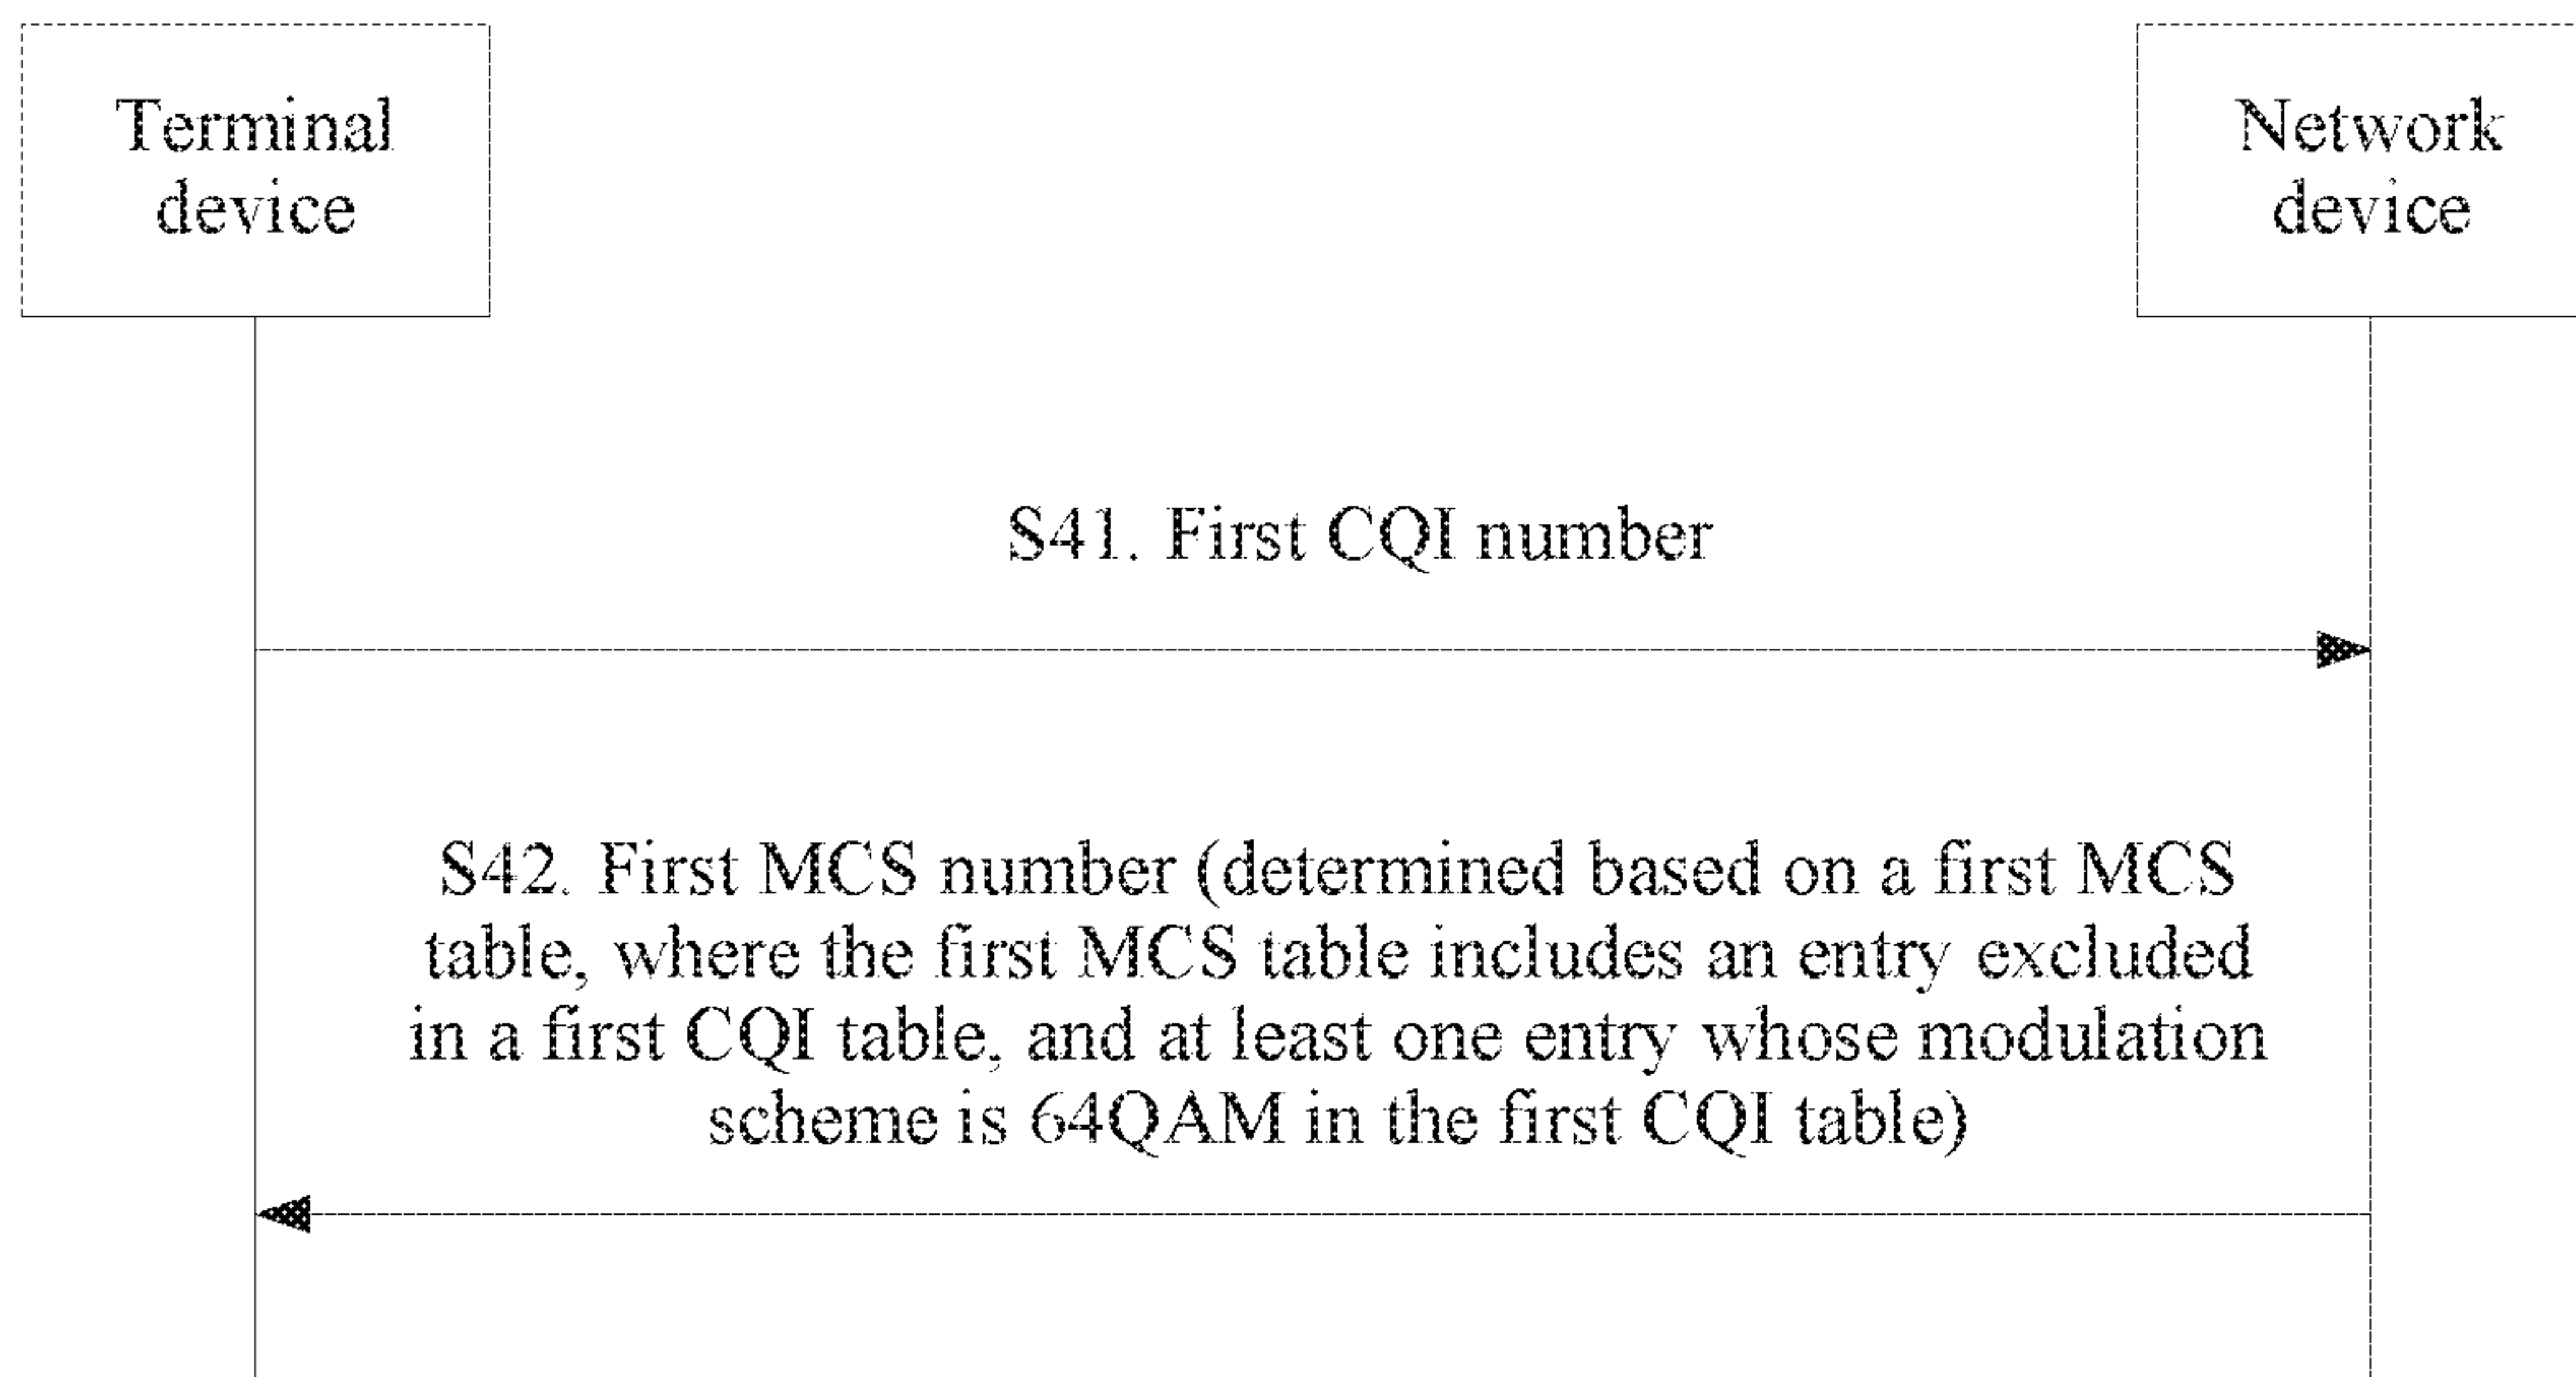 Terminal
device
Network
device
S41. First CQI number
S42. First MCS number (determined based on a first MCS
table, where the first MCS table includes an entry excluded
in a first CQI table, and at least one entry whose modulation
scheme is 64QAM in the first CQI table)